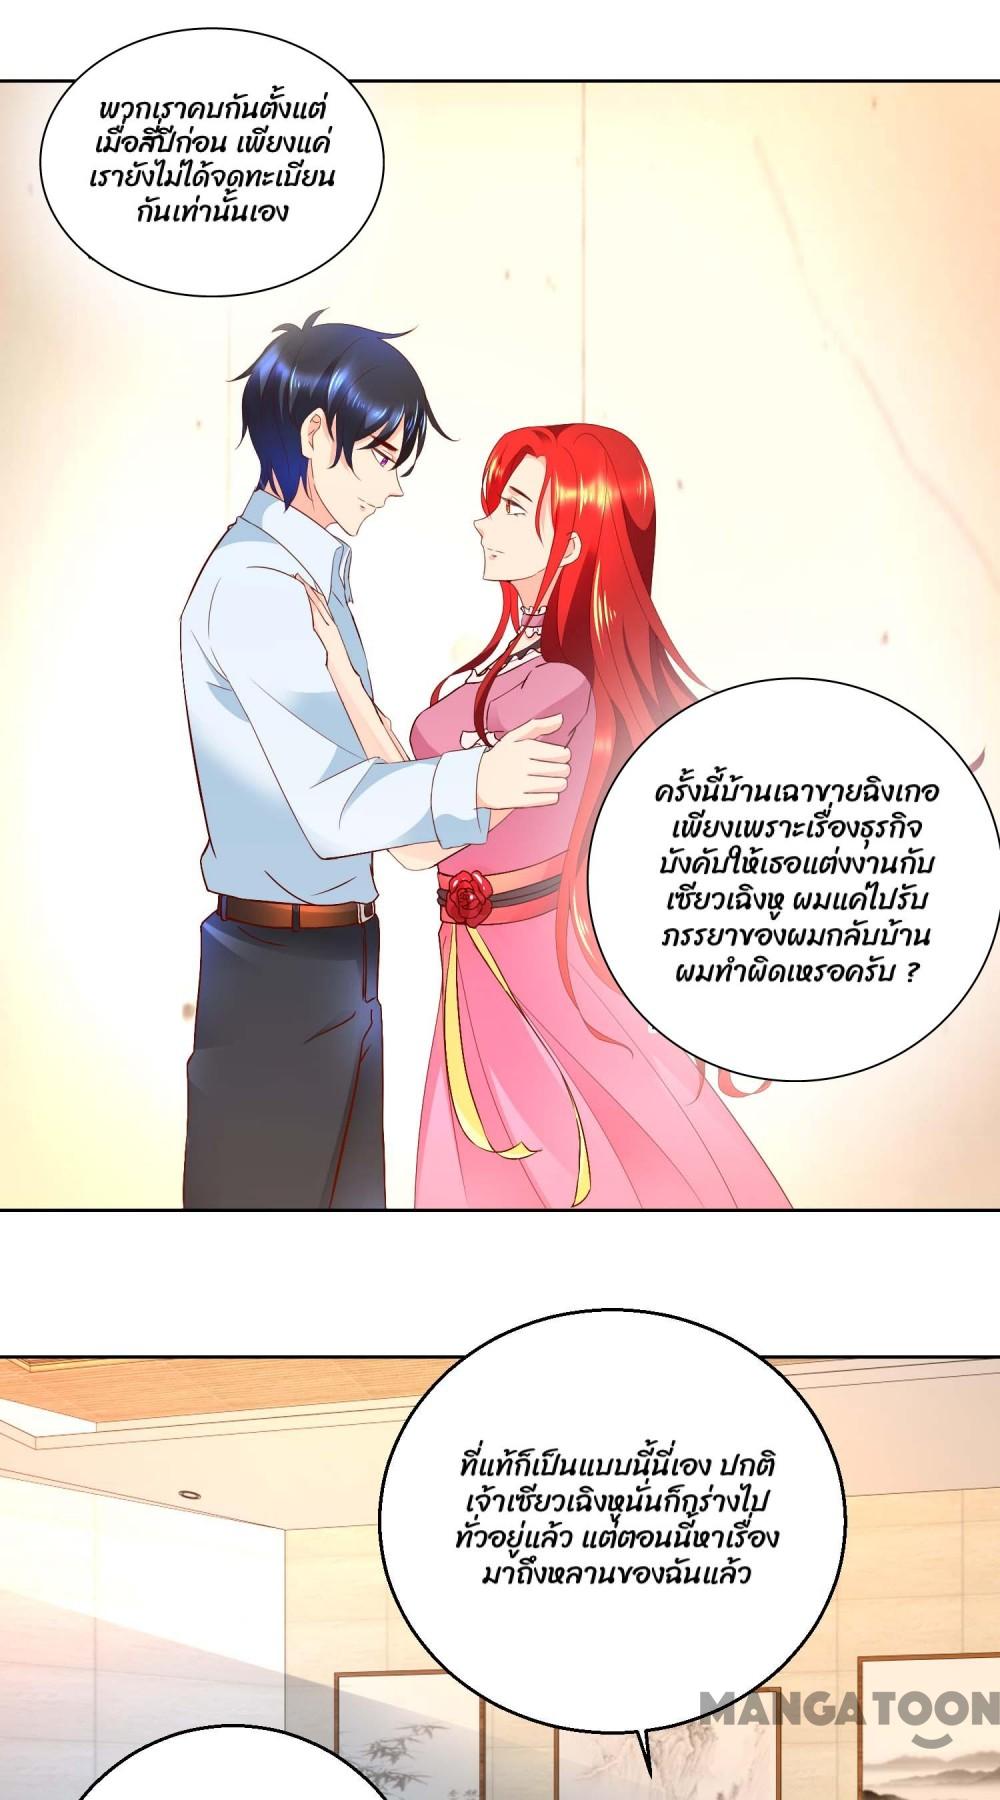 พวกเราคบกันตั้งแต่
เมื่อสี่ปีก่อน เพียงแค่
เรายังไม่ได้จดทะเบียน
กันเท่านั้นเอง
ครั้งนี้บ้านเฉาขายฉิงเกอ
เพียงเพราะเรื่องธุรกิจ
บังคับให้เธอแต่งงานกับ
เซียวเฉิงหู ผมแค่ไปรับ
ภรรยาของผมกลับบ้าน
ผมทำผิดเหรอครับ ?
ที่แท้ก็เป็นแบบนี้นี่เอง ปกติ
เจ้าเซียวเฉิงหูนั่นก็กร่างไป
ทั่วอยู่แล้ว แต่ตอนนี้หาเรื่อง
มาถึงหลานของฉันแล้ว
MANGATOON